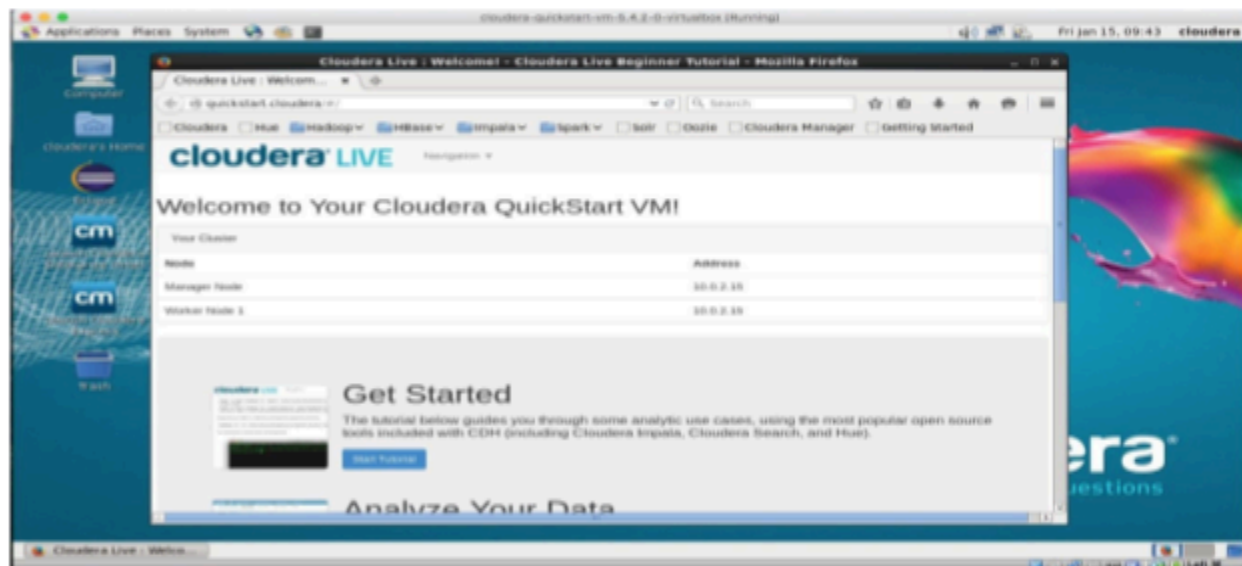 cloudera-quickstart-vm-5.4.2-0-virtualbox [Running]
Applications Places System Fri Jan 15, 09:43 cloudera
Cloudera Live : Welcome! - Cloudera Live Beginner Tutorial - Mozilla Firefox
Cloudera Live : Welcom...
quickstart.cloudera/#/ Search
Cloudera Hue Hadoop HBase Impala Spark Solr Oozie Cloudera Manager Getting Started
Computer
cloudera's Home
Eclipse
cm
cm
Trash
cloudera LIVE Navigation
Welcome to Your Cloudera QuickStart VM!
Your Cluster
Node Address
Manager Node 10.0.2.15
Worker Node 1 10.0.2.15
Get Started
The tutorial below guides you through some analytic use cases, using the most popular open source
tools included with CDH (including Cloudera Impala, Cloudera Search, and Hue).
Start Tutorial
Analyze Your Data
era
uestions
Cloudera Live : Welco...
Left ⌘